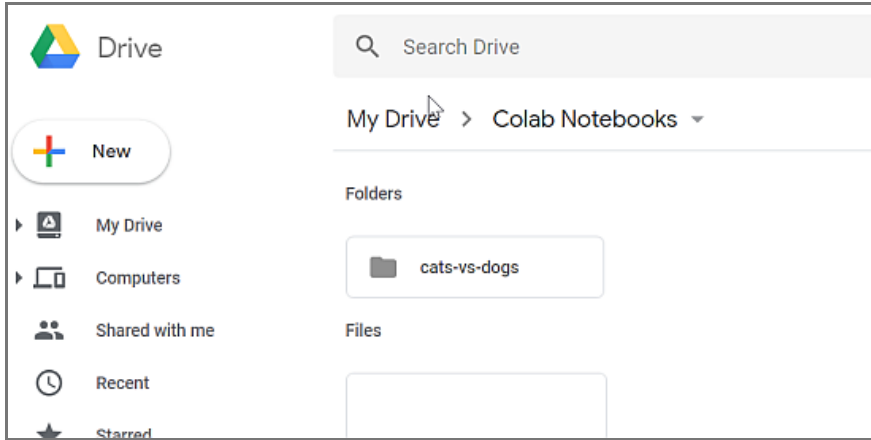 Drive
Search Drive
My Drive > Colab Notebooks
New
Folders
My Drive
cats-vs-dogs
Computers
Shared with me
Files
Recent
Starred